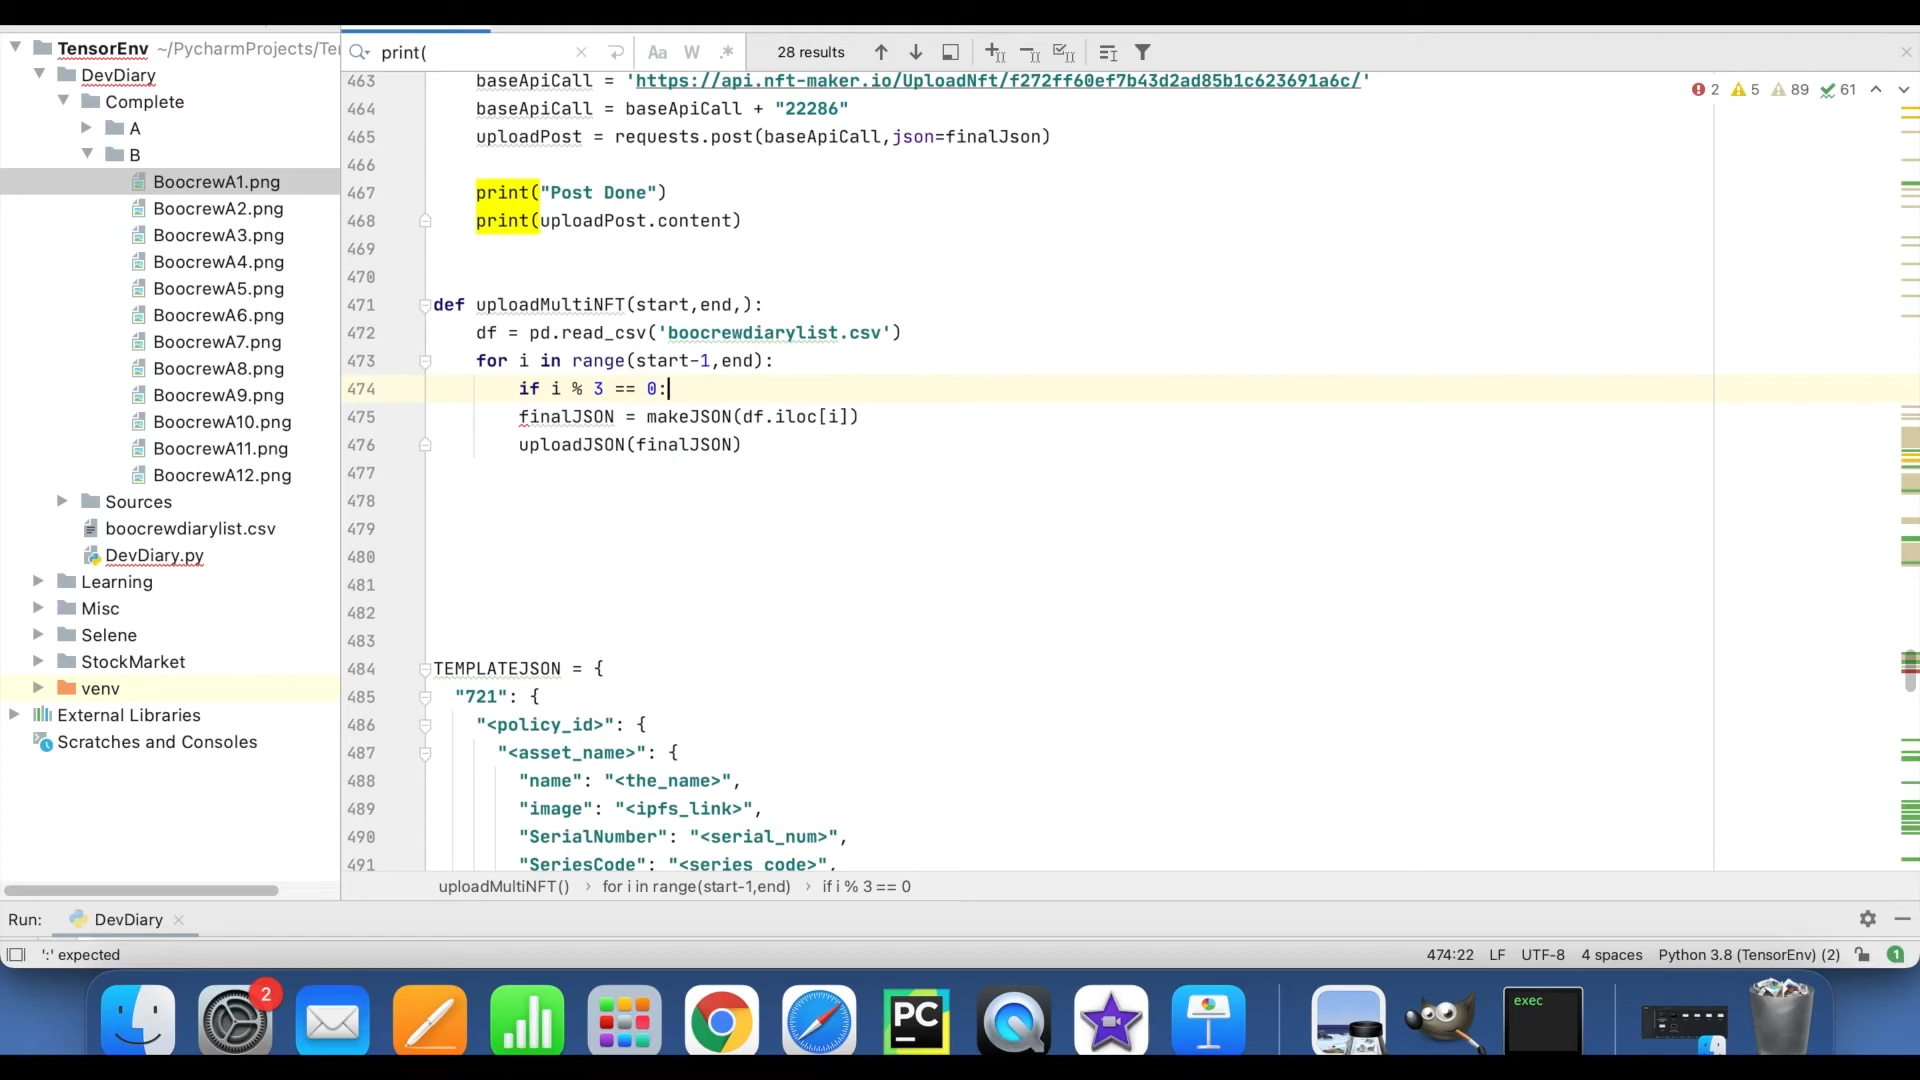 TensorEnv ~/PycharmProjects/Te
DevDiary
Complete
A
B
BoocrewA1.png
BoocrewA2.png
BoocrewA3.png
BoocrewA4.png
BoocrewA5.png
BoocrewA6.png
BoocrewA7.png
BoocrewA8.png
BoocrewA9.png
BoocrewA10.png
BoocrewA11.png
BoocrewA12.png
Sources
boocrewdiarylist.csv
DevDiary.py
Learning
Misc
Selene
StockMarket
venv
External Libraries
Scratches and Consoles
print( Aa W .* 28 results
2 5 89 61
463 baseApiCall = 'https://api.nft-maker.io/UploadNft/f272ff60ef7b43d2ad85b1c623691a6c/'
464 baseApiCall = baseApiCall + "22286"
465 uploadPost = requests.post(baseApiCall,json=finalJson)
466
467 print("Post Done")
468 print(uploadPost.content)
469
470
471 def uploadMultiNFT(start,end,):
472 df = pd.read_csv('boocrewdiarylist.csv')
473 for i in range(start-1,end):
474 if i % 3 == 0:
475 finalJSON = makeJSON(df.iloc[i])
476 uploadJSON(finalJSON)
477
478
479
480
481
482
483
484 TEMPLATEJSON = {
485 "721": {
486 "<policy_id>": {
487 "<asset_name>": {
488 "name": "<the_name>",
489 "image": "<ipfs_link>",
490 "SerialNumber": "<serial_num>",
491 "SeriesCode": "<series_code>",
uploadMultiNFT() › for i in range(start-1,end) › if i % 3 == 0
Run: DevDiary
':' expected 474:22 LF UTF-8 4 spaces Python 3.8 (TensorEnv) (2) 1
2
PC
exec